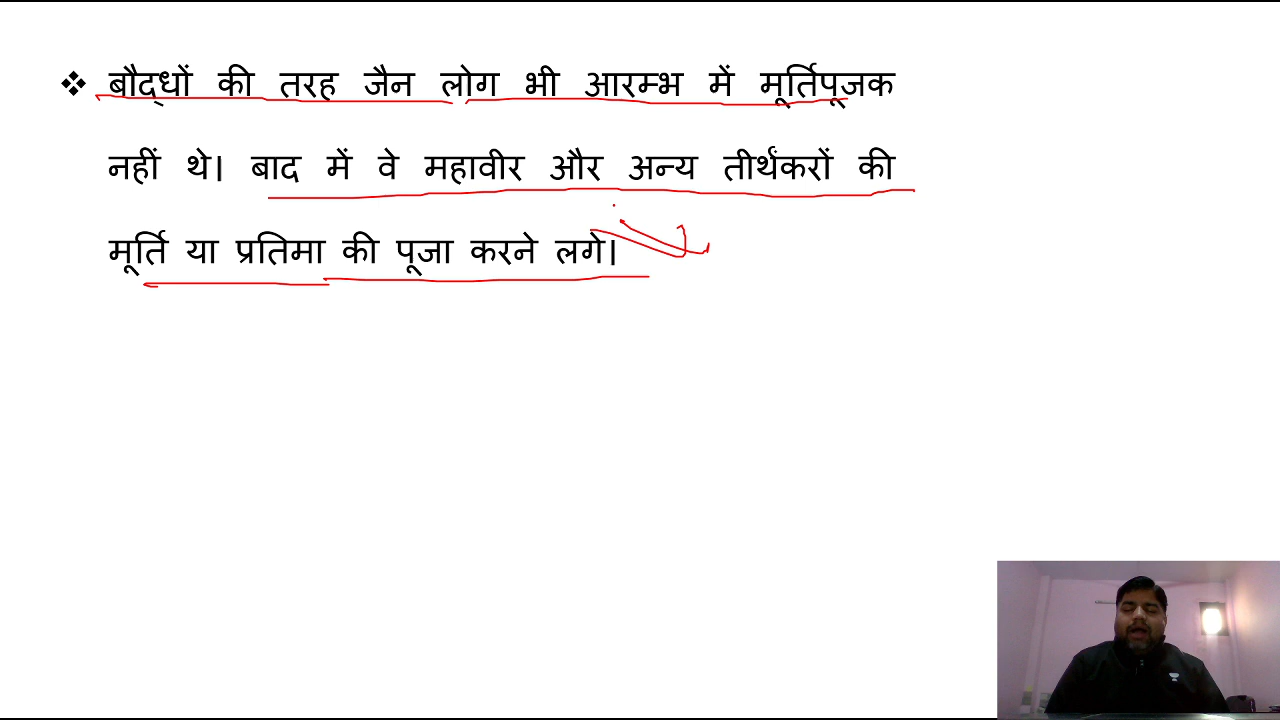 ❖ बौद्धों की तरह जैन लोग भी आरम्भ में मूर्तिपूजक
नहीं थे। बाद में वे महावीर और अन्य तीर्थंकरों की
मूर्ति या प्रतिमा की पूजा करने लगे।